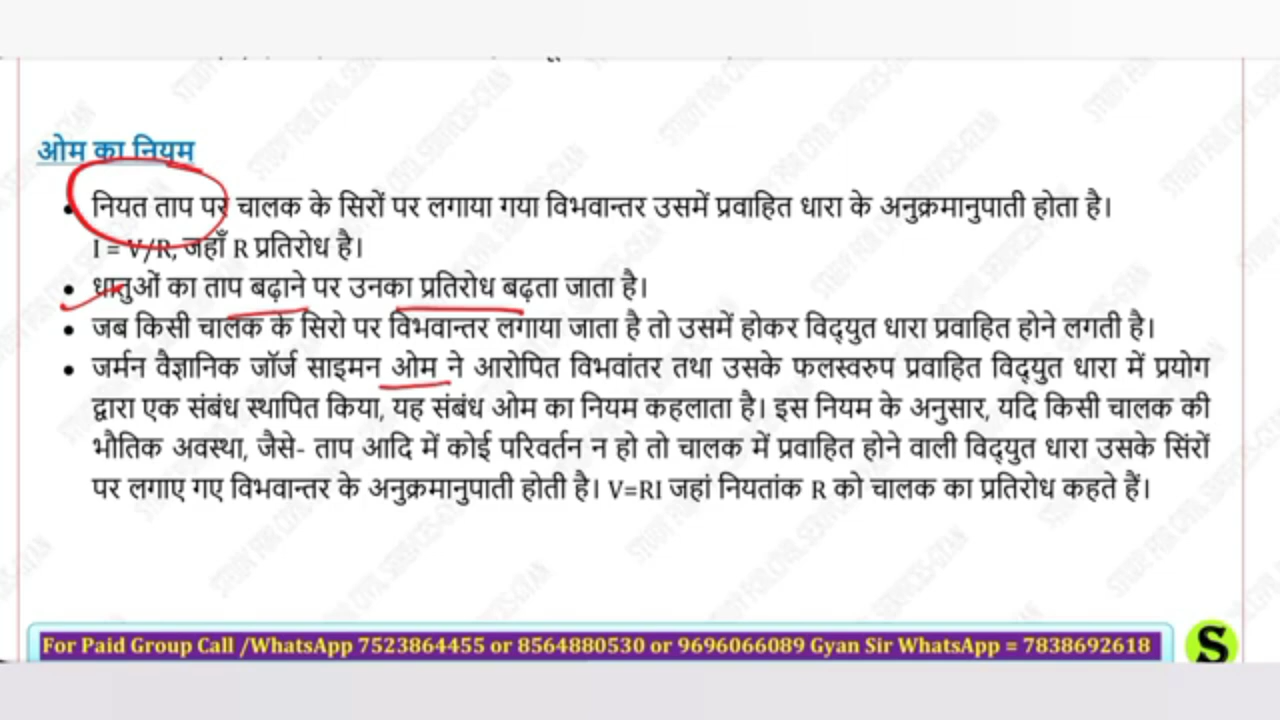 ओम का नियम
• नियत ताप पर चालक के सिरों पर लगाया गया विभवान्तर उसमें प्रवाहित धारा के अनुक्रमानुपाती होता है।
I = V/R, जहाँ R प्रतिरोध है।
• धातुओं का ताप बढ़ाने पर उनका प्रतिरोध बढ़ता जाता है।
• जब किसी चालक के सिरो पर विभवान्तर लगाया जाता है तो उसमें होकर विद्युत धारा प्रवाहित होने लगती है।
• जर्मन वैज्ञानिक जॉर्ज साइमन ओम ने आरोपित विभवांतर तथा उसके फलस्वरुप प्रवाहित विद्युत धारा में प्रयोग
द्वारा एक संबंध स्थापित किया, यह संबंध ओम का नियम कहलाता है। इस नियम के अनुसार, यदि किसी चालक की
भौतिक अवस्था, जैसे- ताप आदि में कोई परिवर्तन न हो तो चालक में प्रवाहित होने वाली विद्युत धारा उसके सिंरों
पर लगाए गए विभवान्तर के अनुक्रमानुपाती होती है। V=RI जहां नियतांक R को चालक का प्रतिरोध कहते हैं।
For Paid Group Call /WhatsApp 7523864455 or 8564880530 or 9696066089 Gyan Sir WhatsApp = 7838692618
S